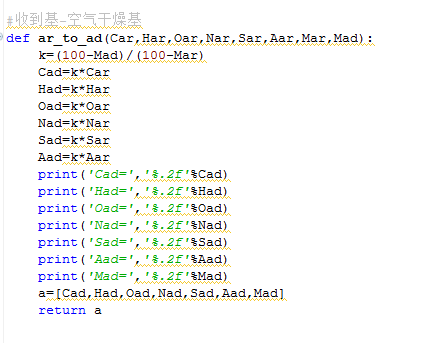 #收到基-空气干燥基
def ar_to_ad(Car,Har,Oar,Nar,Sar,Aar,Mar,Mad):
    k=(100-Mad)/(100-Mar)
    Cad=k*Car
    Had=k*Har
    Oad=k*Oar
    Nad=k*Nar
    Sad=k*Sar
    Aad=k*Aar
    print('Cad=','%.2f'%Cad)
    print('Had=','%.2f'%Had)
    print('Oad=','%.2f'%Oad)
    print('Nad=','%.2f'%Nad)
    print('Sad=','%.2f'%Sad)
    print('Aad=','%.2f'%Aad)
    print('Mad=','%.2f'%Mad)
    a=[Cad,Had,Oad,Nad,Sad,Aad,Mad]
    return a